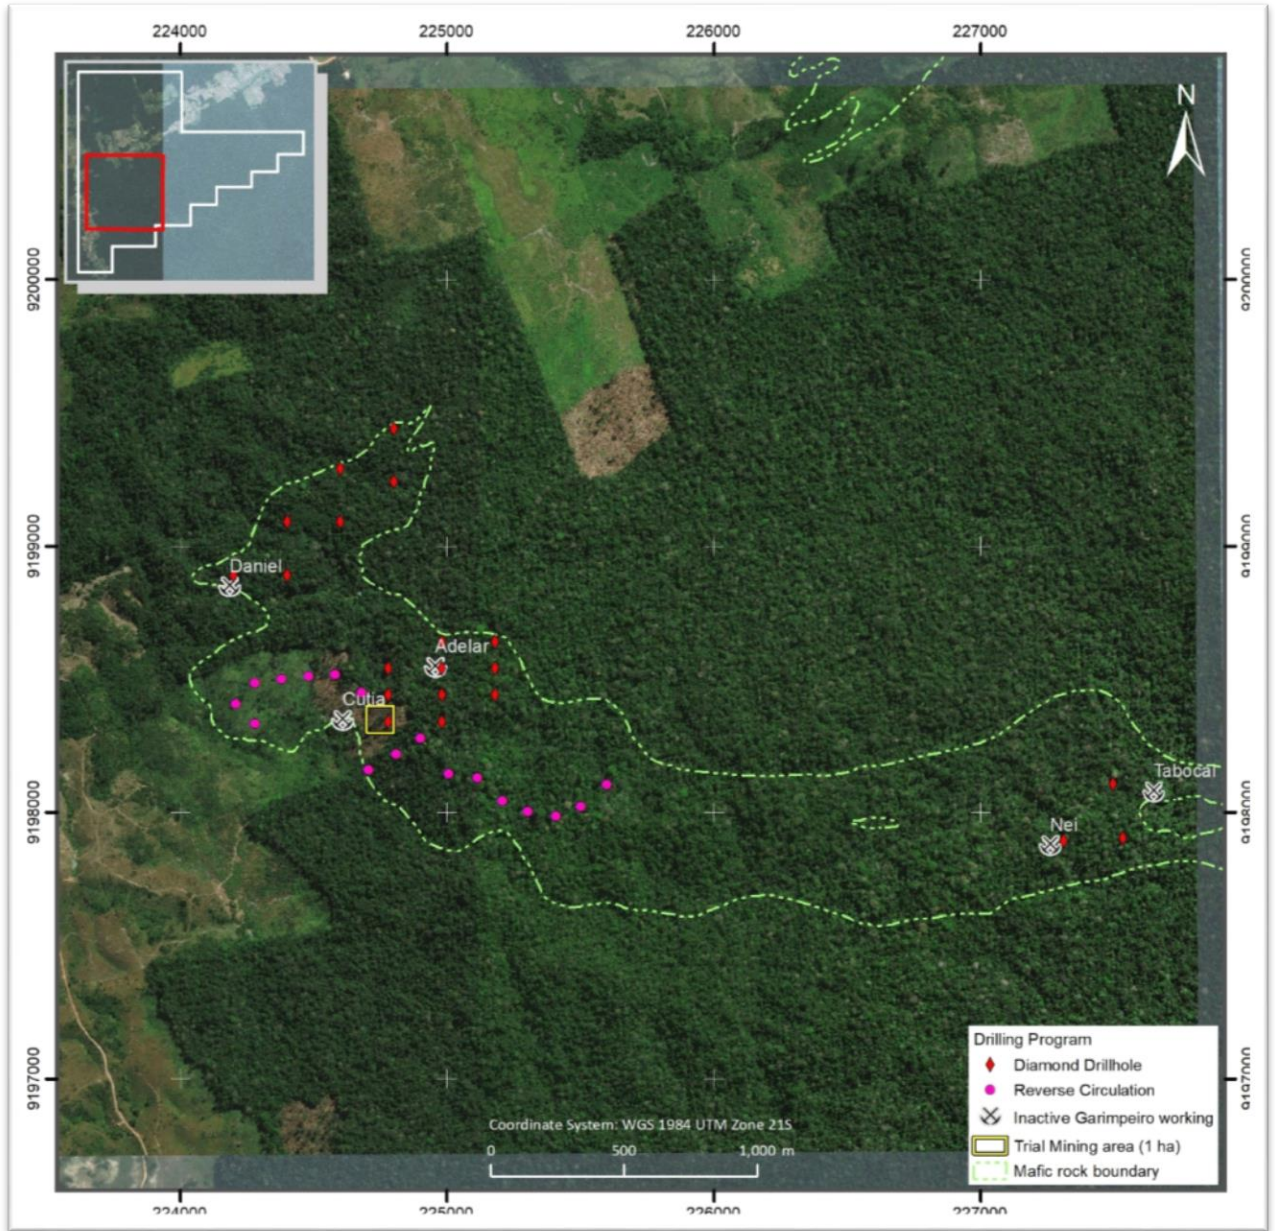 224000 225000 226000 227000
N
9200000 9200000
9199000 9199000
Daniel
Adelar
Cutia
Tabocal
9198000 9198000
Nei
9197000 9197000
Drilling Program
Diamond Drillhole
Reverse Circulation
Inactive Garimpeiro working
Trial Mining area (1 ha)
Mafic rock boundary
Coordinate System: WGS 1984 UTM Zone 21S
0 500 1,000 m
224000 225000 226000 227000